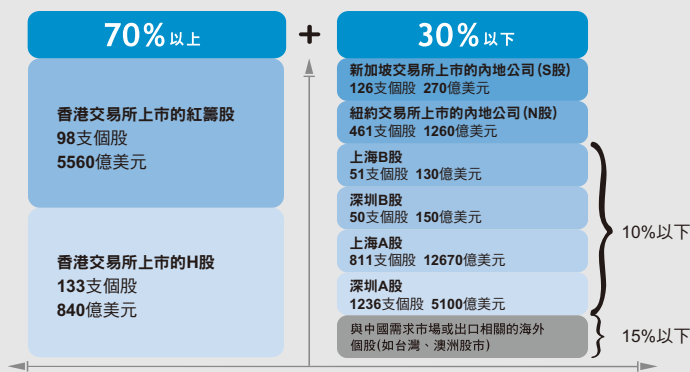 70%以上
+
30%以下
香港交易所上市的紅籌股
98支個股
5560億美元
香港交易所上市的H股
133支個股
840億美元
新加坡交易所上市的內地公司(S股)
126支個股 270億美元
紐約交易所上市的內地公司(N股)
461支個股 1260億美元
上海B股
51支個股 130億美元
深圳B股
50支個股 150億美元
上海A股
811支個股 12670億美元
深圳A股
1236支個股 5100億美元
與中國需求市場或出口相關的海外
個股(如台灣、澳洲股市)
10%以下
15%以下